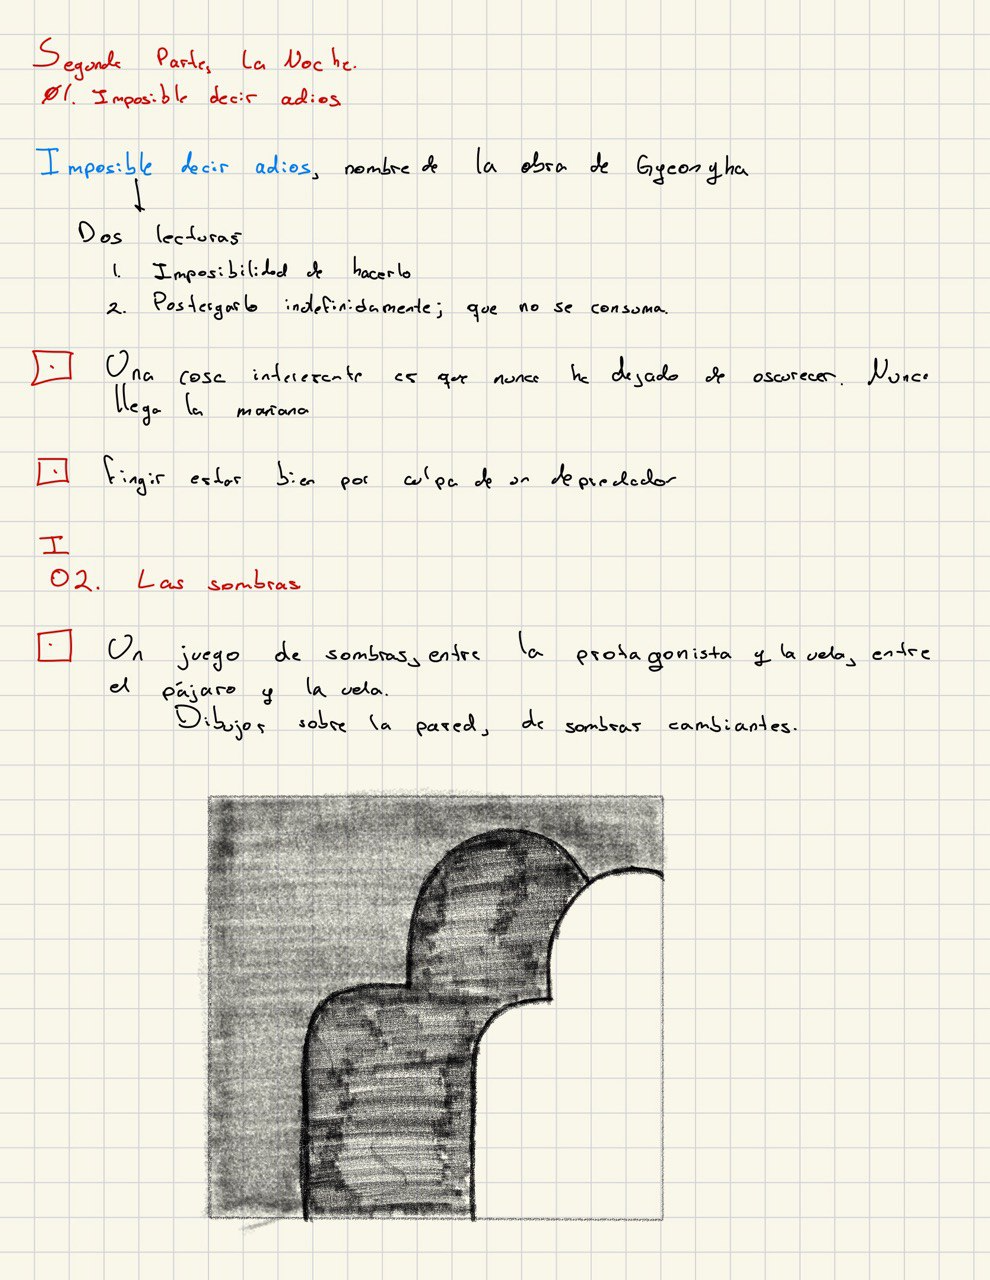 Segunda Parte, La Noche.
01. Imposible decir adios
Imposible decir adios, nombre de la obra de Gyeongha
Dos lecturas
1. Imposibilidad de hacerlo
2. Postergarlo indefinidamente; que no se consuma.
Una cosa interesante es que nunca ha dejado de oscurecer. Nunca
llega la mañana
Fingir estar bien por culpa de un depredador
I
02. Las sombras
Un juego de sombras, entre la protagonista y la vela, entre
el pájaro y la vela.
Dibujos sobre la pared, de sombras cambiantes.